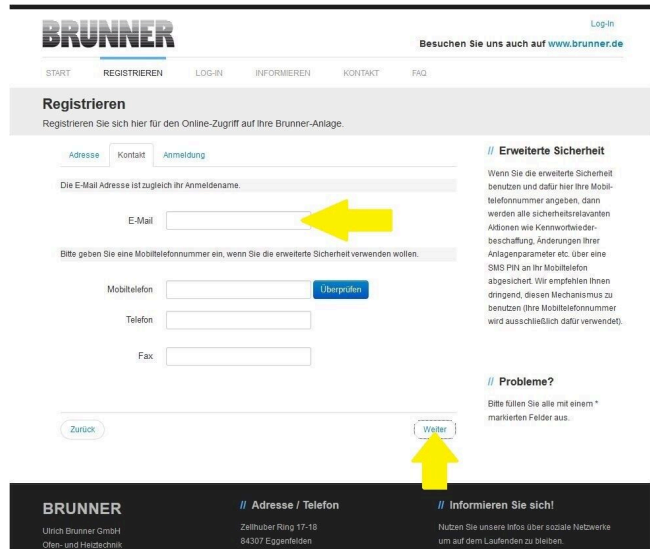 BRUNNER
Log-In
Besuchen Sie uns auch auf www.brunner.de
START REGISTRIEREN LOG-IN INFORMIEREN KONTAKT FAQ
Registrieren
Registrieren Sie sich hier für den Online-Zugriff auf Ihre Brunner-Anlage.
Adresse Kontakt Anmeldung
Die E-Mail Adresse ist zugleich ihr Anmeldename.
E-Mail
Bitte geben Sie eine Mobiltelefonnummer ein, wenn Sie die erweiterte Sicherheit verwenden wollen.
Mobiltelefon Überprüfen
Telefon
Fax
Zurück Weiter
// Erweiterte Sicherheit
Wenn Sie die erweiterte Sicherheit
benutzen und dafür hier Ihre Mobil-
telefonnummer angeben, dann
werden alle sicherheitsrelevanten
Aktionen wie Kennwortwieder-
beschaffung, Änderungen Ihrer
Anlagenparameter etc. über eine
SMS PIN an Ihr Mobiltelefon
abgesichert. Wir empfehlen Ihnen
dringend, diesen Mechanismus zu
benutzen (Ihre Mobiltelefonnummer
wird ausschließlich dafür verwendet).
// Probleme?
Bitte füllen Sie alle mit einem *
markierten Felder aus.
BRUNNER
Ulrich Brunner GmbH
Ofen- und Heiztechnik
// Adresse / Telefon
Zellhuber Ring 17-18
84307 Eggenfelden
// Informieren Sie sich!
Nutzen Sie unsere Infos über soziale Netzwerke
um auf dem Laufenden zu bleiben.